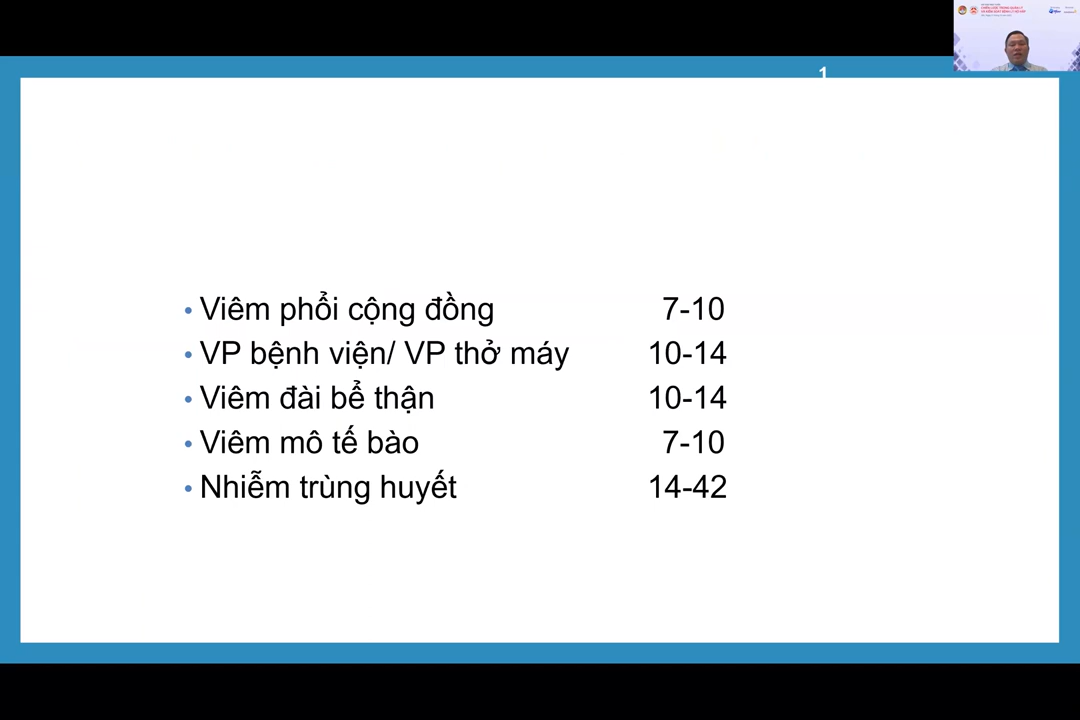 1
• Viêm phổi cộng đồng 7-10
• VP bệnh viện/ VP thở máy 10-14
• Viêm đài bể thận 10-14
• Viêm mô tế bào 7-10
• Nhiễm trùng huyết 14-42